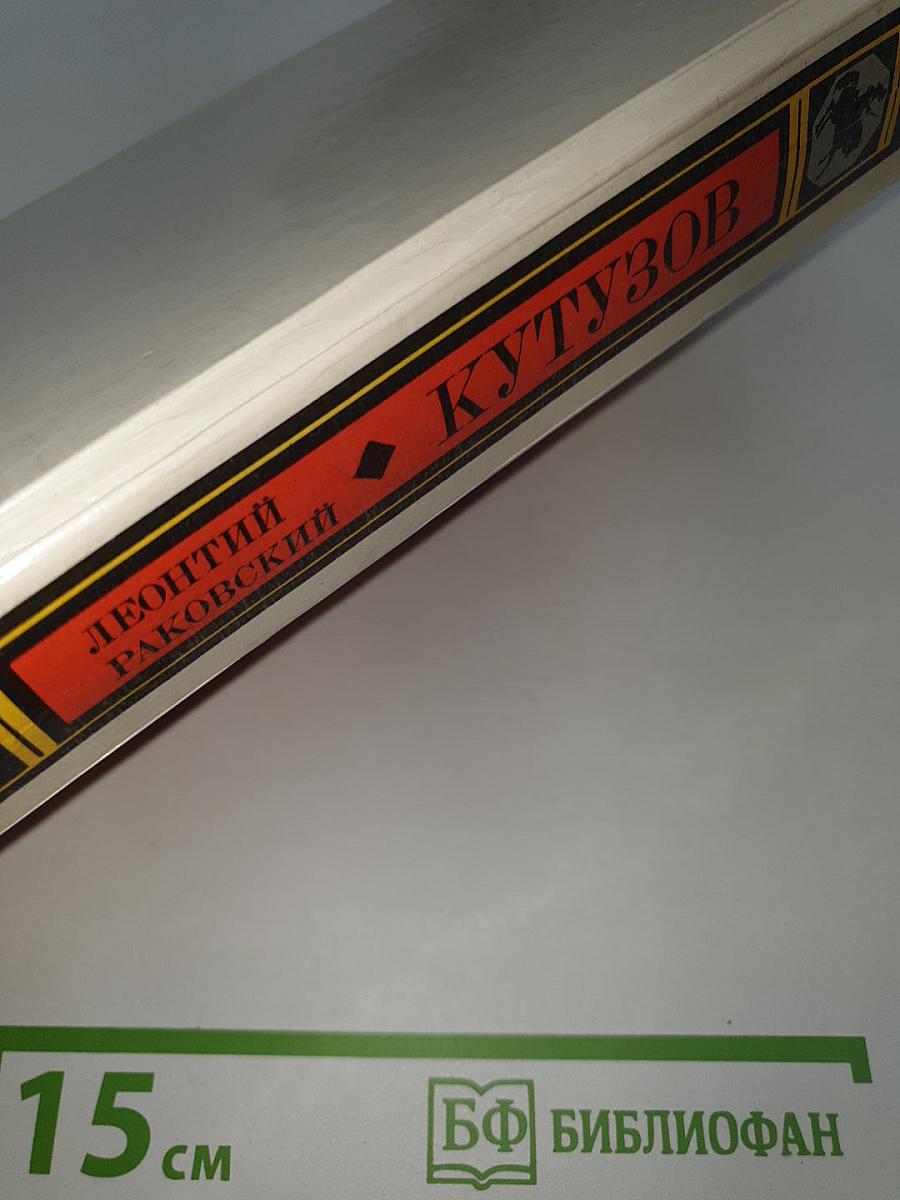 ЛЕОНТИЙ
РАКОВСКИЙ
КУТУЗОВ
15 см
БФ БИБЛИОФАН